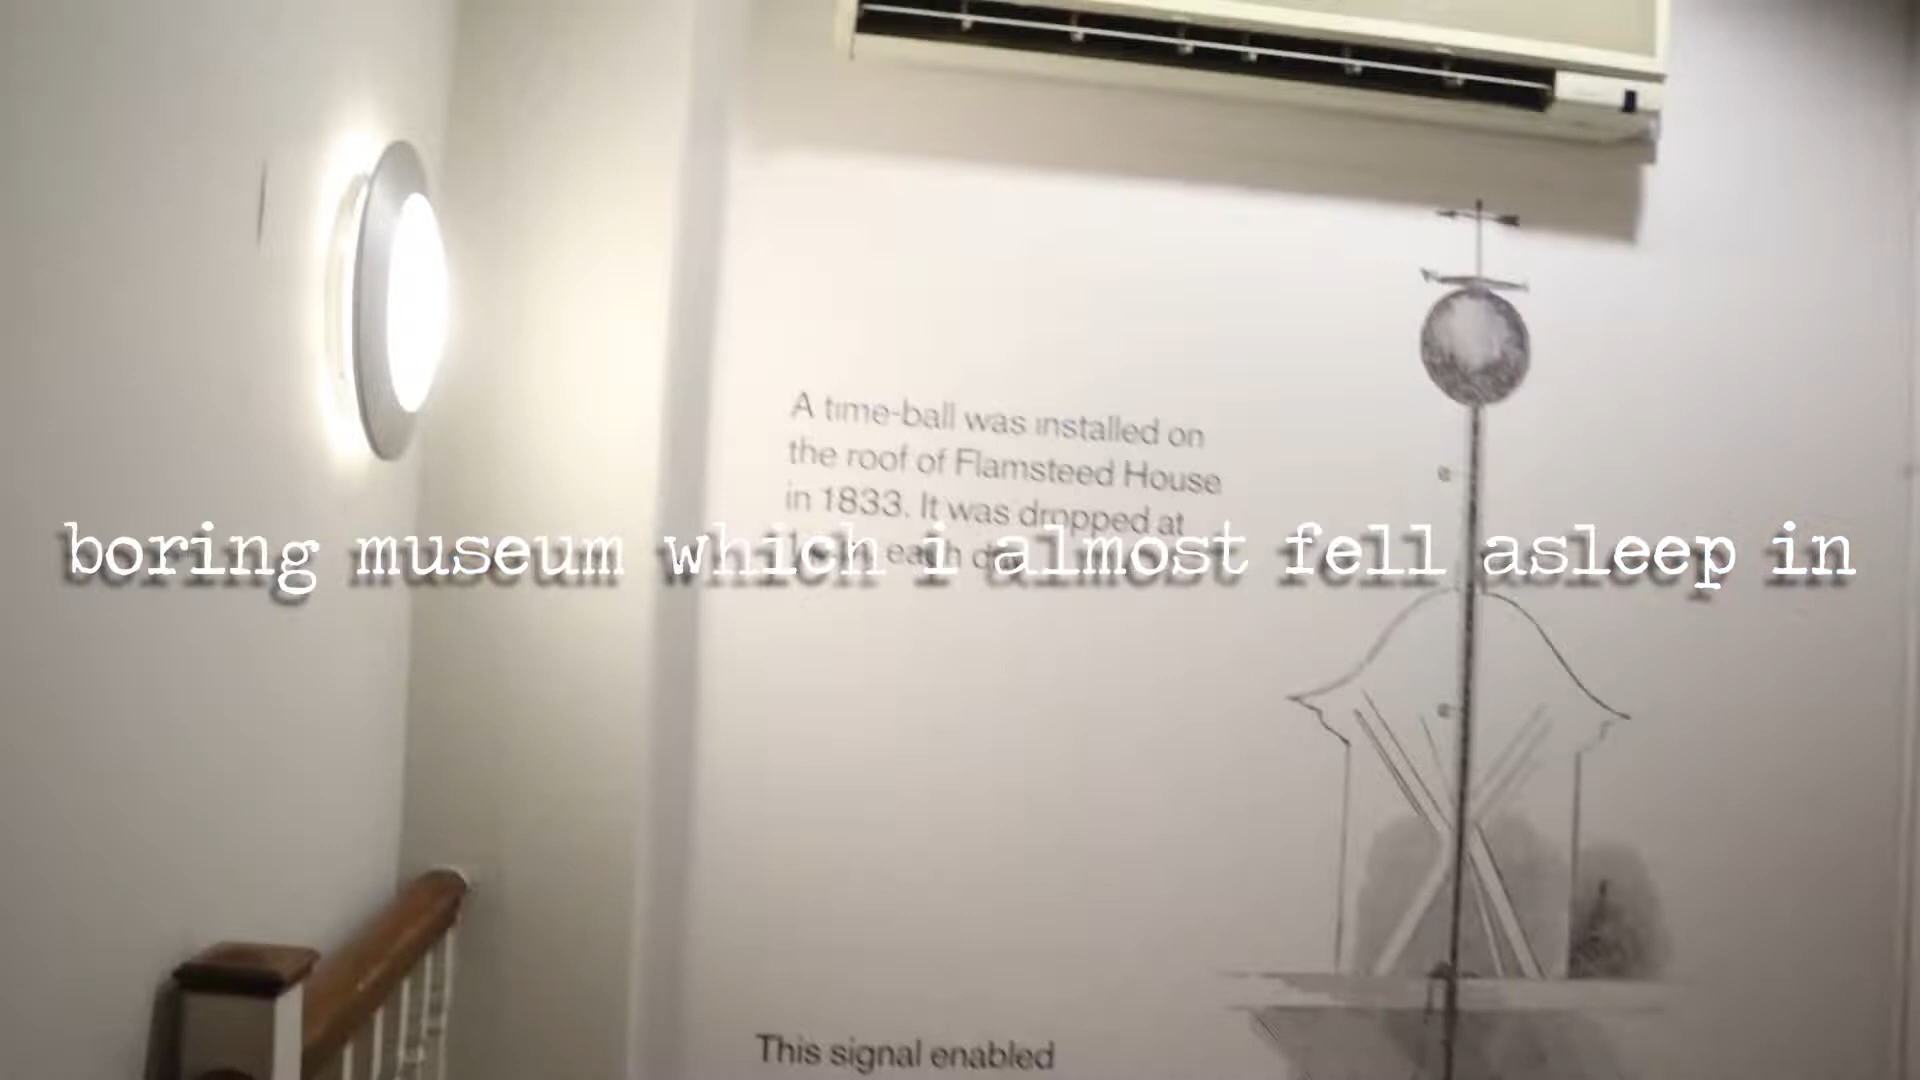 A time-ball was installed on
the roof of Flamsteed House
in 1833. It was dropped at
each
boring museum which i almost fell asleep in
This signal enabled